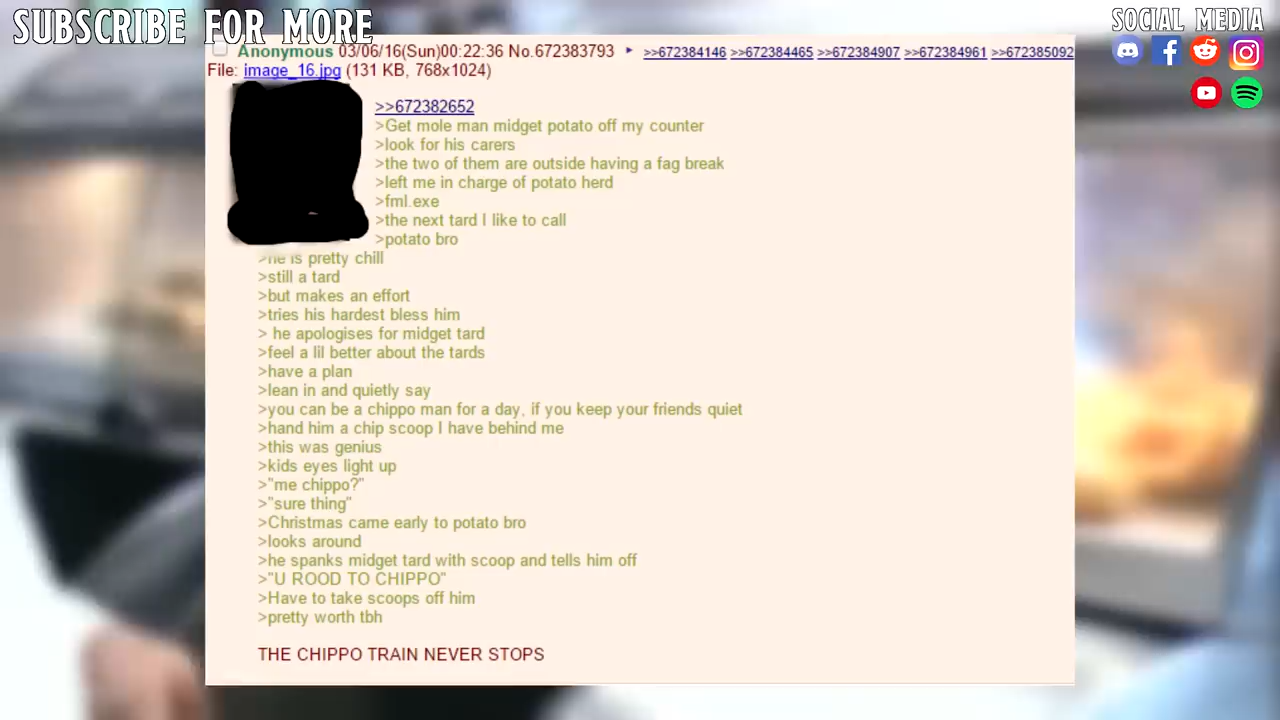 SUBSCRIBE FOR MORE
SOCIAL MEDIA
Anonymous 03/06/16(Sun)00:22:36 No.672383793 ▸ >>672384146 >>672384465 >>672384907 >>672384961 >>672385092
File: image_16.jpg (131 KB, 768x1024)
>>672382652
>Get mole man midget potato off my counter
>look for his carers
>the two of them are outside having a fag break
>left me in charge of potato herd
>fml.exe
>the next tard I like to call
>potato bro
>he is pretty chill
>still a tard
>but makes an effort
>tries his hardest bless him
> he apologises for midget tard
>feel a lil better about the tards
>have a plan
>lean in and quietly say
>you can be a chippo man for a day, if you keep your friends quiet
>hand him a chip scoop I have behind me
>this was genius
>kids eyes light up
>"me chippo?"
>"sure thing"
>Christmas came early to potato bro
>looks around
>he spanks midget tard with scoop and tells him off
>"U ROOD TO CHIPPO"
>Have to take scoops off him
>pretty worth tbh
THE CHIPPO TRAIN NEVER STOPS